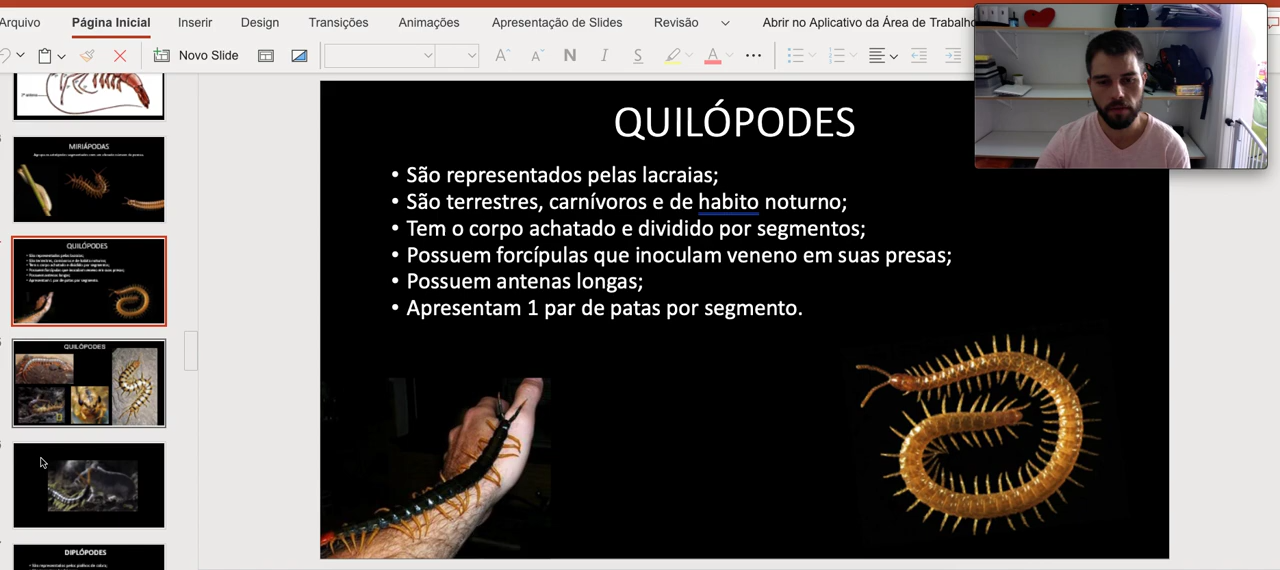 Arquivo Página Inicial Inserir Design Transições Animações Apresentação de Slides Revisão Abrir no Aplicativo da Área de Trabalho
Novo Slide N I S A
MIRIÁPODAS
QUILÓPODES
QUILÓPODES
DIPLÓPODES
QUILÓPODES
• São representados pelas lacraias;
• São terrestres, carnívoros e de habito noturno;
• Tem o corpo achatado e dividido por segmentos;
• Possuem forcípulas que inoculam veneno em suas presas;
• Possuem antenas longas;
• Apresentam 1 par de patas por segmento.